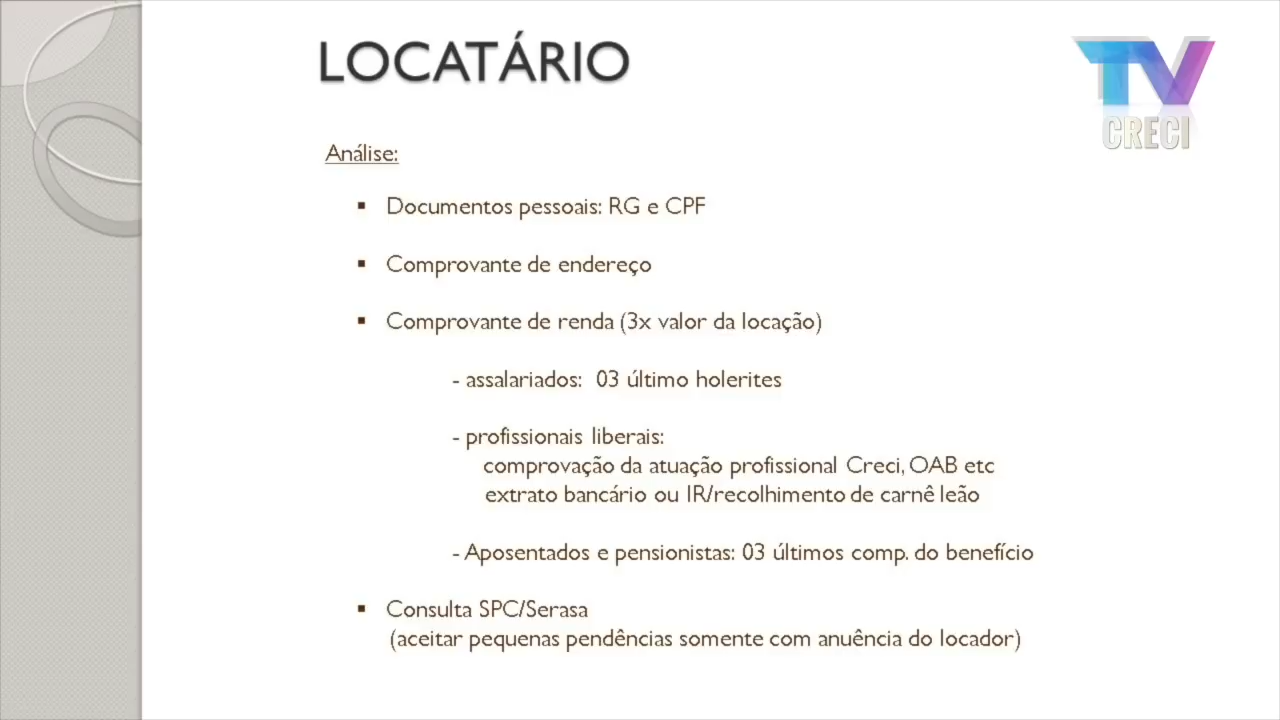 LOCATÁRIO
TV
CRECI
Análise:
▪ Documentos pessoais: RG e CPF
▪ Comprovante de endereço
▪ Comprovante de renda (3x valor da locação)
- assalariados: 03 último holerites
- profissionais liberais:
comprovação da atuação profissional Creci, OAB etc
extrato bancário ou IR/recolhimento de carnê leão
- Aposentados e pensionistas: 03 últimos comp. do benefício
▪ Consulta SPC/Serasa
(aceitar pequenas pendências somente com anuência do locador)